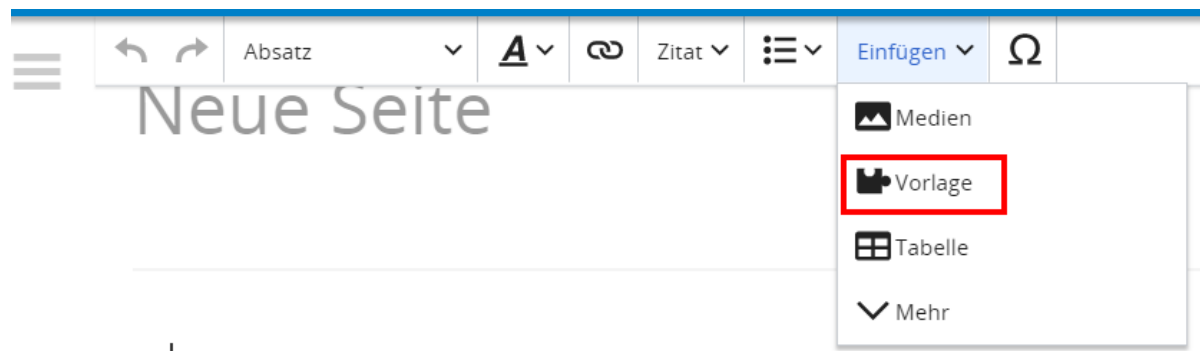 Absatz A Zitat Einfügen Ω
Neue Seite
Medien
Vorlage
Tabelle
Mehr